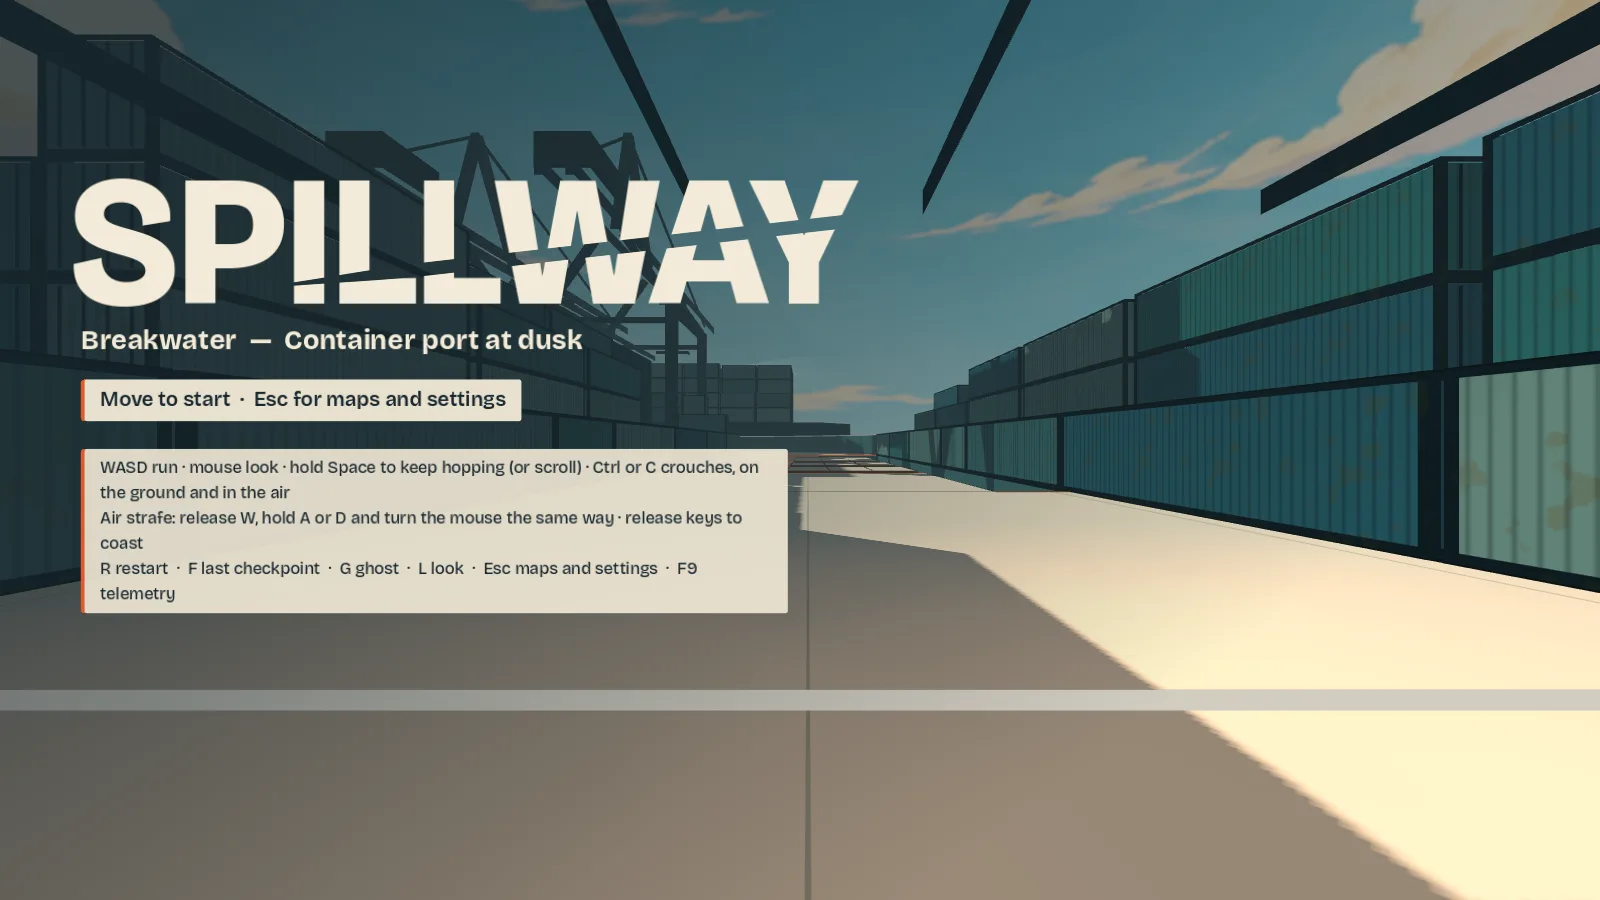 SPILLWAY
Breakwater — Container port at dusk
Move to start · Esc for maps and settings
WASD run · mouse look · hold Space to keep hopping (or scroll) · Ctrl or C crouches, on
the ground and in the air
Air strafe: release W, hold A or D and turn the mouse the same way · release keys to
coast
R restart · F last checkpoint · G ghost · L look · Esc maps and settings · F9
telemetry